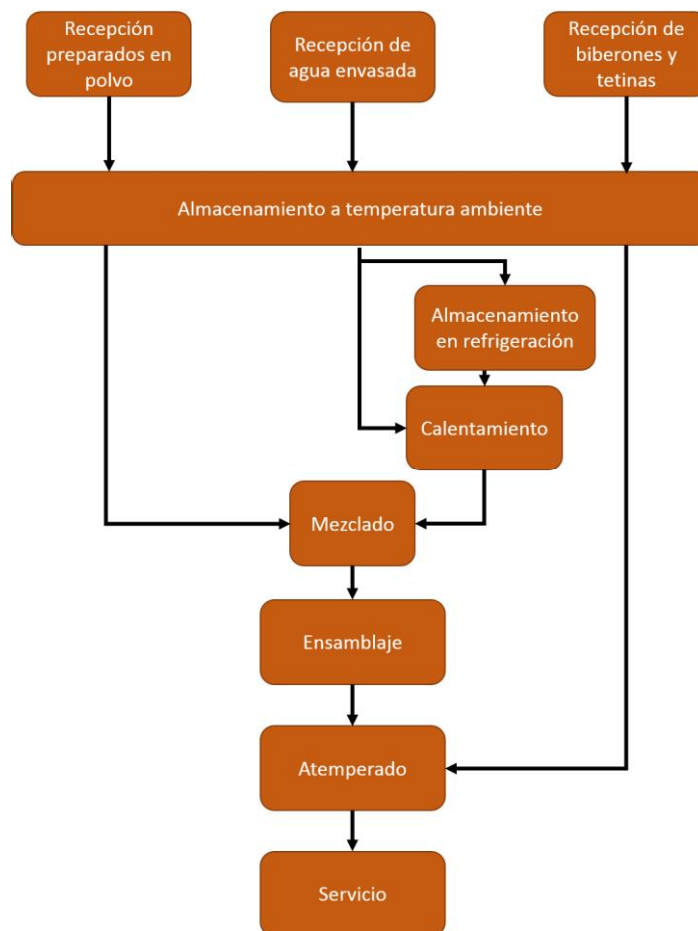 Recepción
preparados en
polvo
Recepción de
agua envasada
Recepción de
biberones y
tetinas
Almacenamiento a temperatura ambiente
Almacenamiento
en refrigeración
Calentamiento
Mezclado
Ensamblaje
Atemperado
Servicio